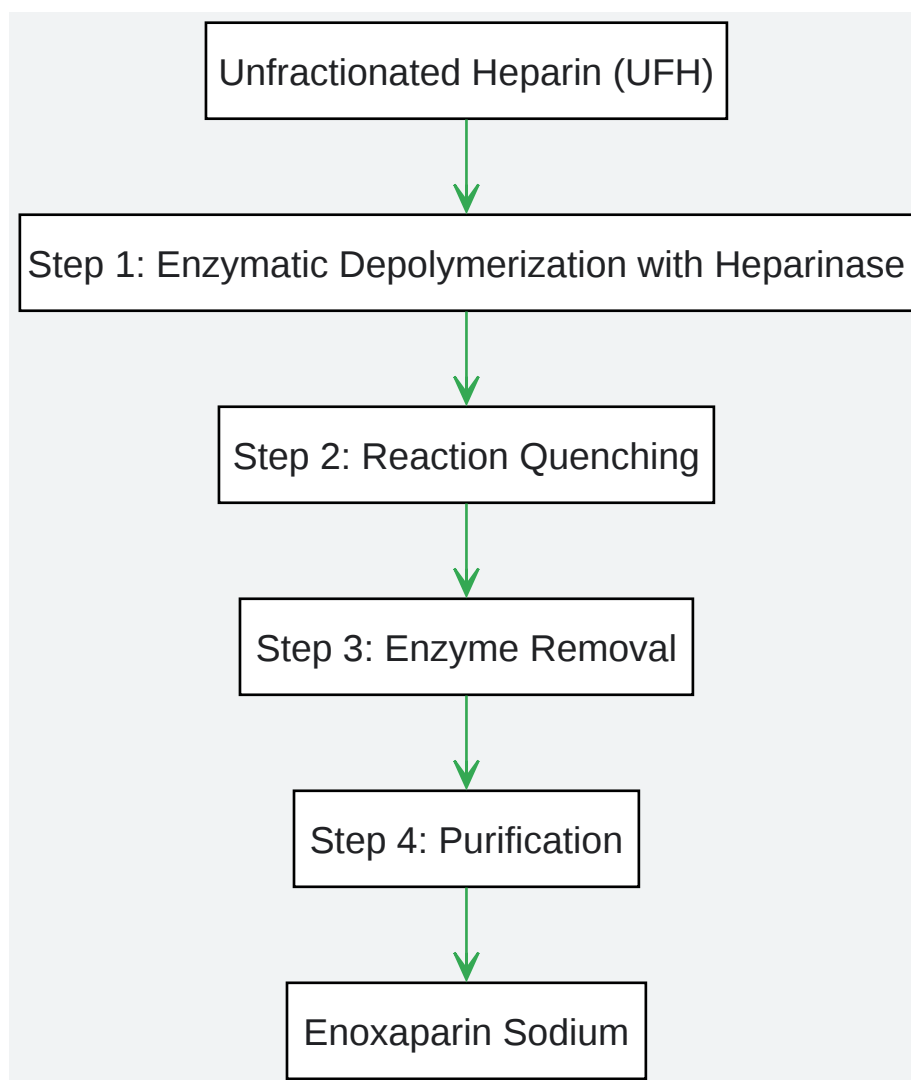 Unfractionated Heparin (UFH)
Step 1: Enzymatic Depolymerization with Heparinase
Step 2: Reaction Quenching
Step 3: Enzyme Removal
Step 4: Purification
Enoxaparin Sodium